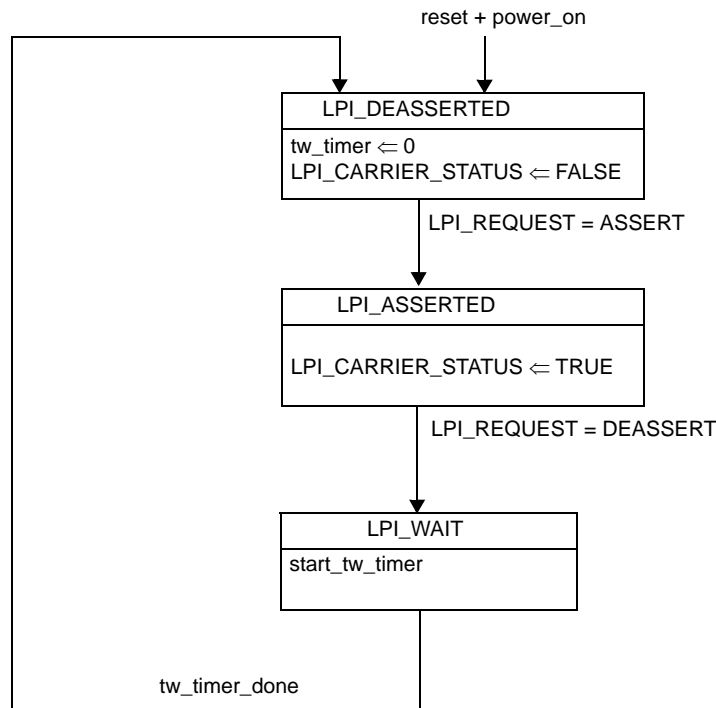 reset + power_on
LPI_DEASSERTED
tw_timer ⇐ 0
LPI_CARRIER_STATUS ⇐ FALSE
LPI_REQUEST = ASSERT
LPI_ASSERTED
LPI_CARRIER_STATUS ⇐ TRUE
LPI_REQUEST = DEASSERT
LPI_WAIT
start_tw_timer
tw_timer_done